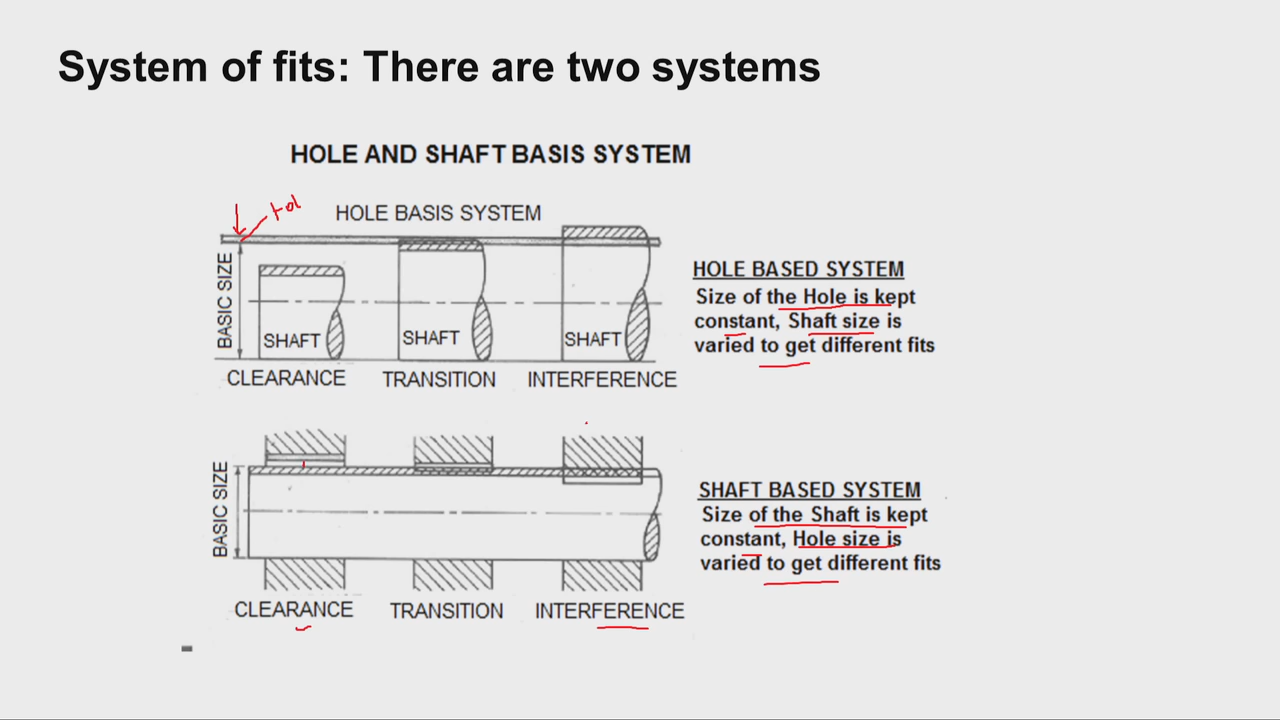 System of fits: There are two systems
HOLE AND SHAFT BASIS SYSTEM
tol
HOLE BASIS SYSTEM
BASIC SIZE
SHAFT
SHAFT
SHAFT
CLEARANCE
TRANSITION
INTERFERENCE
HOLE BASED SYSTEM
Size of the Hole is kept
constant, Shaft size is
varied to get different fits
BASIC SIZE
CLEARANCE
TRANSITION
INTERFERENCE
SHAFT BASED SYSTEM
Size of the Shaft is kept
constant, Hole size is
varied to get different fits